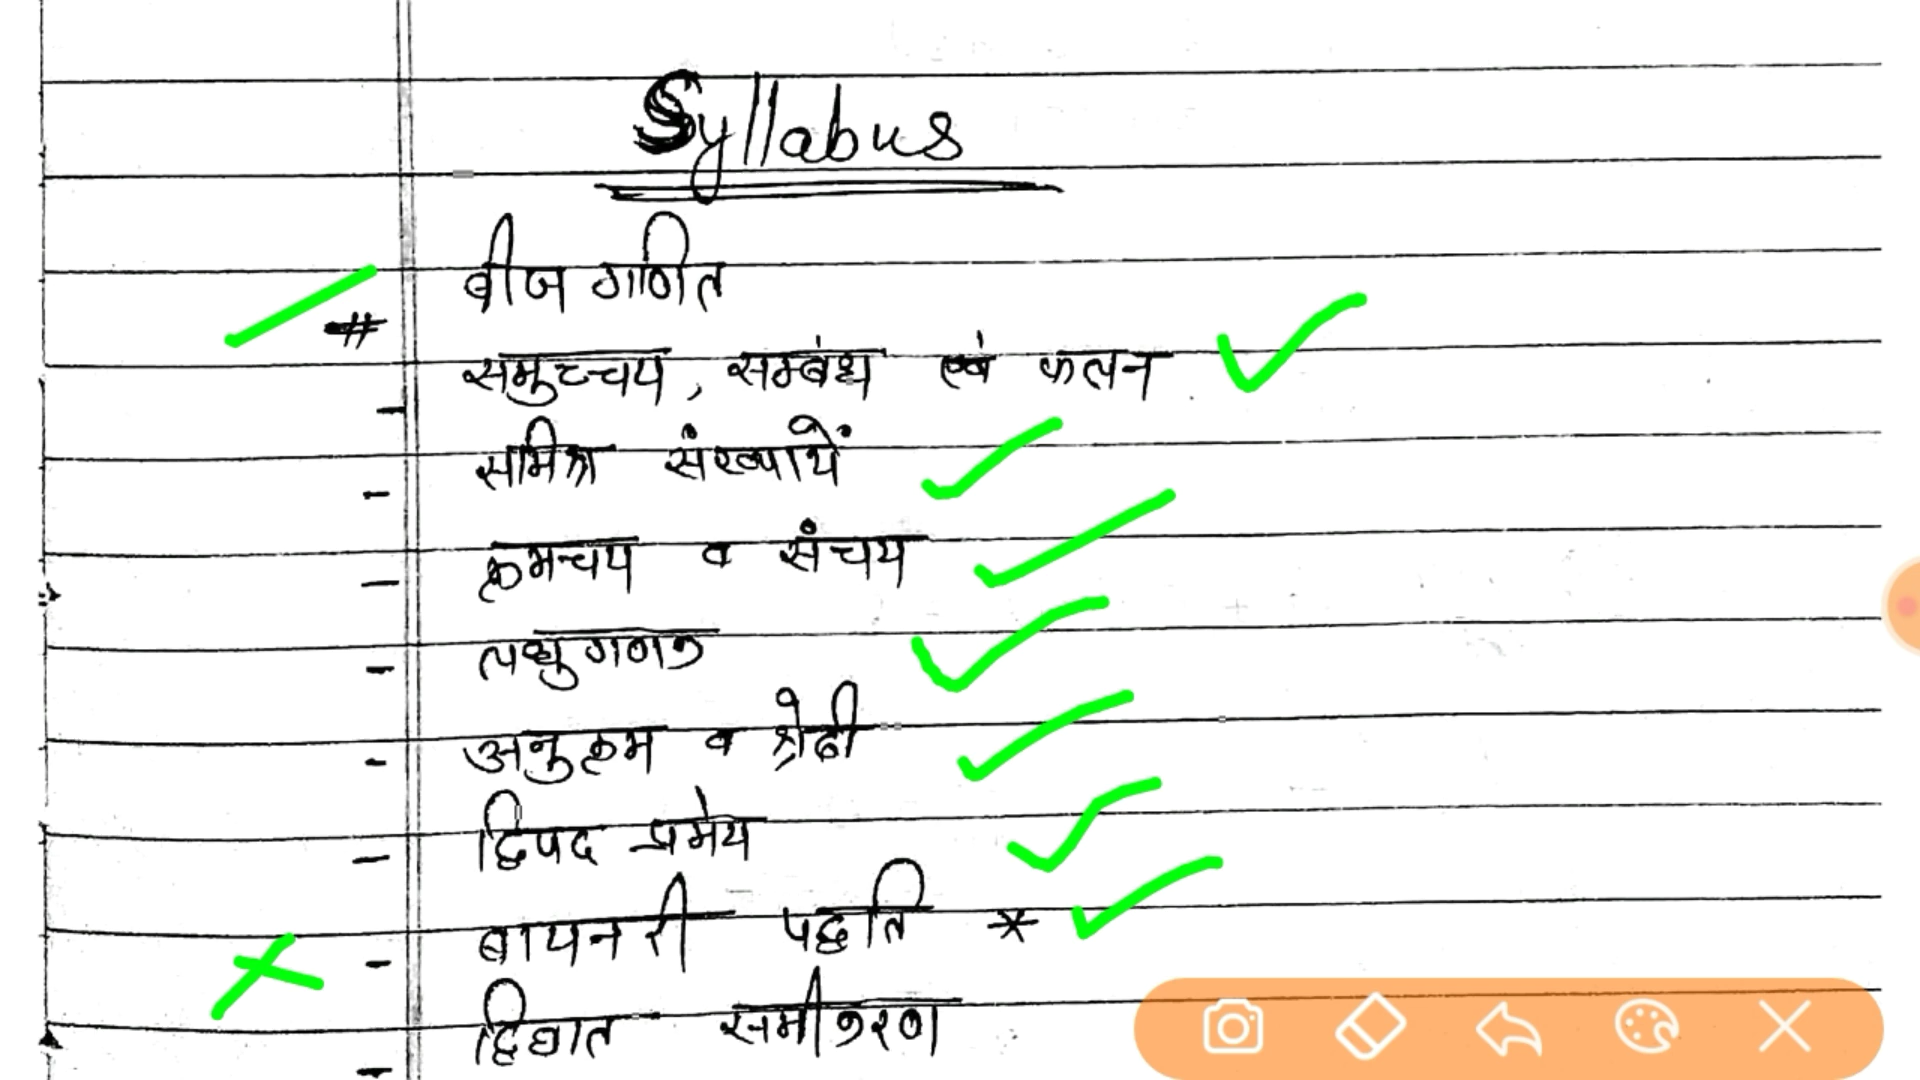 Syllabus
# बीज गणित
- समुच्चय, सम्बंध एवं फलन
- समिश्र संख्यायें
- क्रमचय व संचय
- लघुगणक
- अनुक्रम व श्रेढी
- द्विपद प्रमेय
- बायनरी पद्धति *
- द्विघात समीकरण